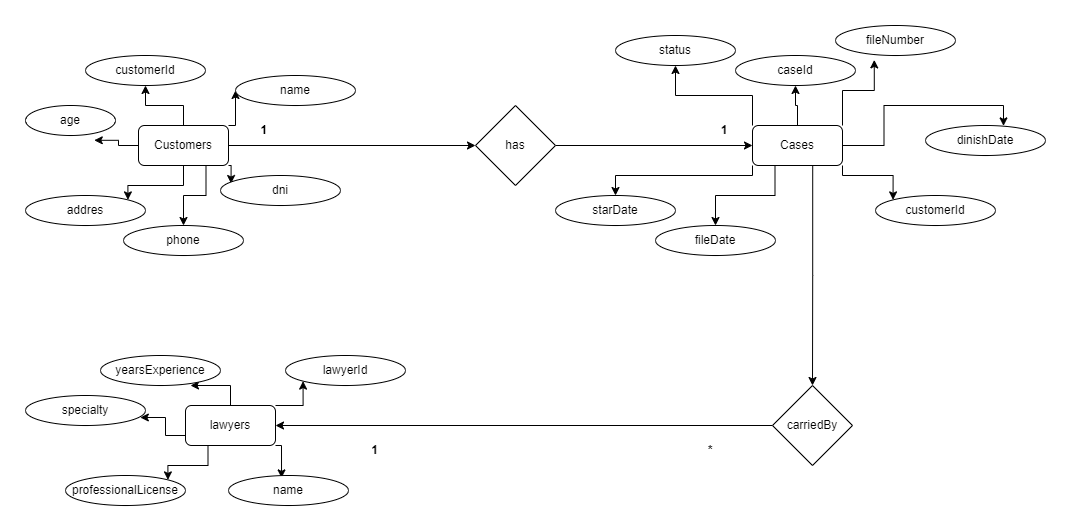 fileNumber
status
customerId
caseId
name
age
1
1
Customers
has
Cases
dinishDate
dni
addres
starDate
customerId
phone
fileDate
yearsExperience
lawyerId
specialty
lawyers
carriedBy
1
*
professionalLicense
name